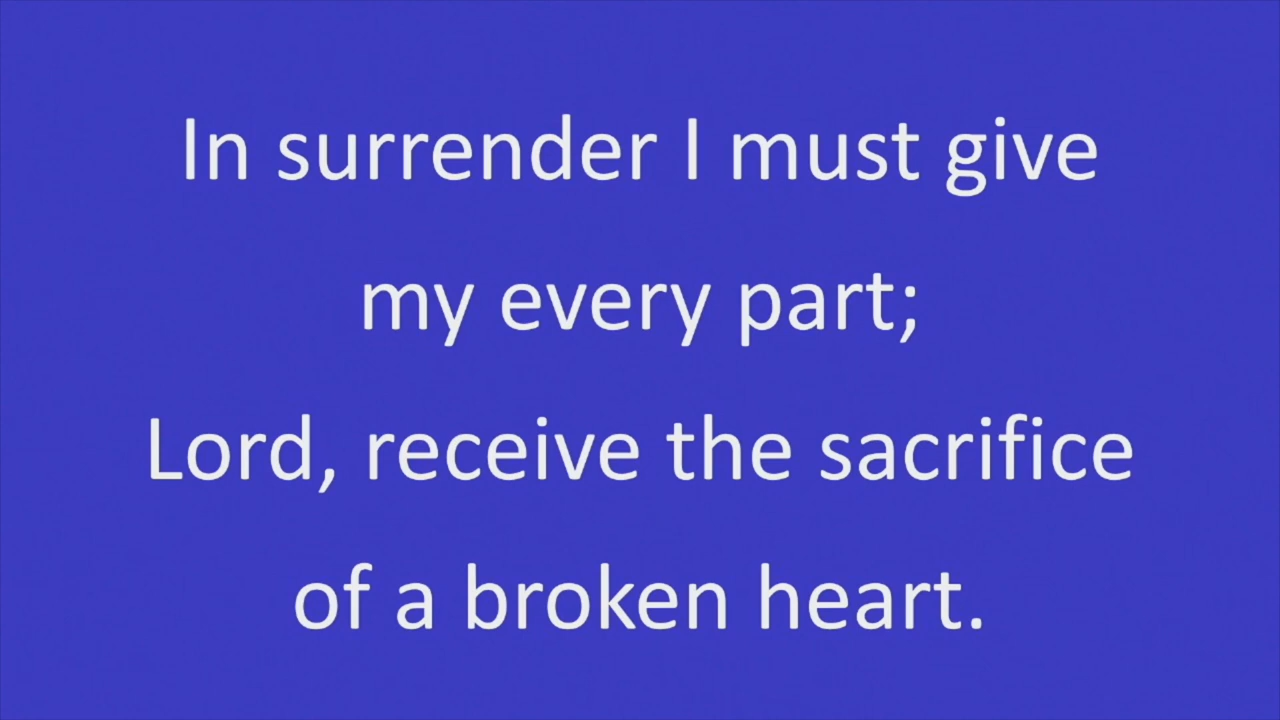 In surrender I must give
my every part;
Lord, receive the sacrifice
of a broken heart.